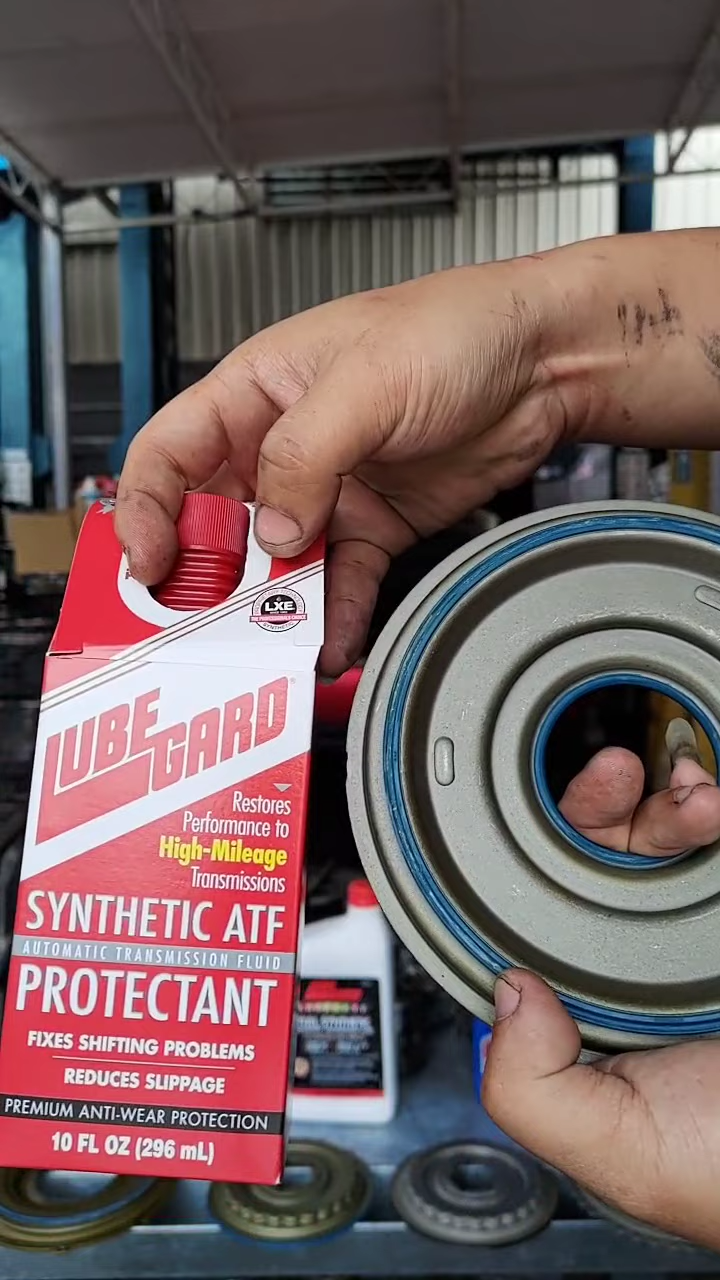 LXE
LUBE GARD®
Restores
Performance to
High-Mileage
Transmissions
SYNTHETIC ATF
AUTOMATIC TRANSMISSION FLUID
PROTECTANT
FIXES SHIFTING PROBLEMS
REDUCES SLIPPAGE
PREMIUM ANTI-WEAR PROTECTION
10 FL OZ (296 mL)